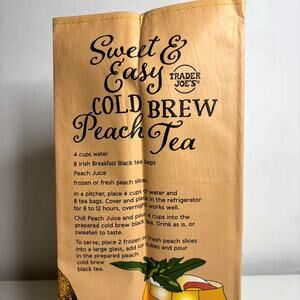 Sweet &
Easy
TRADER
JOE'S
COLD BREW
Peach Tea
4 cups water
8 Irish Breakfast Black tea bags
Peach Juice
frozen or fresh peach slices
In a pitcher, place 4 cups of water and
8 tea bags. Cover and place in the refrigerator
for 8 to 12 hours, overnight works well.
Chill Peach Juice and pour 4 cups into the
prepared cold brew black tea. Drink as is, or
sweeten to taste.
To serve, place 2 frozen or fresh peach slices
into a large glass, add ice cubes and pour
in the prepared peach
cold brew
black tea.